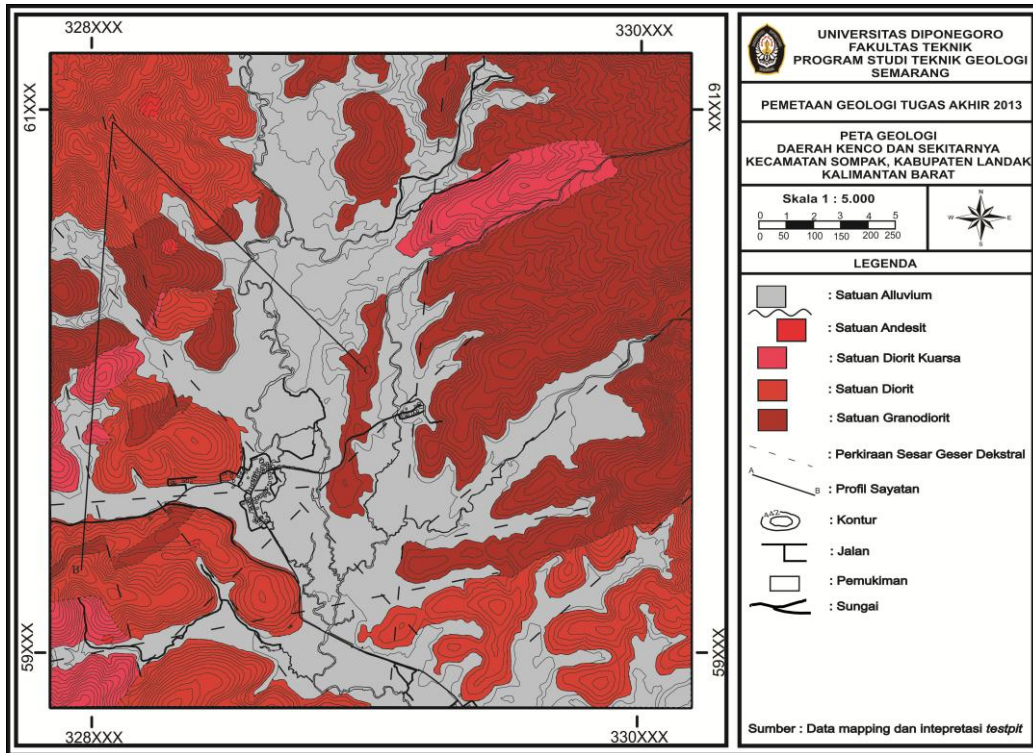 328XXX
330XXX
61XXX
61XXX
59XXX
59XXX
328XXX
330XXX
A
B
UNIVERSITAS DIPONEGORO
FAKULTAS TEKNIK
PROGRAM STUDI TEKNIK GEOLOGI
SEMARANG
PEMETAAN GEOLOGI TUGAS AKHIR 2013
PETA GEOLOGI
DAERAH KENCO DAN SEKITARNYA
KECAMATAN SOMPAK, KABUPATEN LANDAK
KALIMANTAN BARAT
Skala 1 : 5.000
0 1 2 3 4 5
0 50 100 150 200 250
N
W E
S
LEGENDA
: Satuan Alluvium
: Satuan Andesit
: Satuan Diorit Kuarsa
: Satuan Diorit
: Satuan Granodiorit
: Perkiraan Sesar Geser Dekstral
A B : Profil Sayatan
442 : Kontur
: Jalan
: Pemukiman
: Sungai
Sumber : Data mapping dan intepretasi testpit